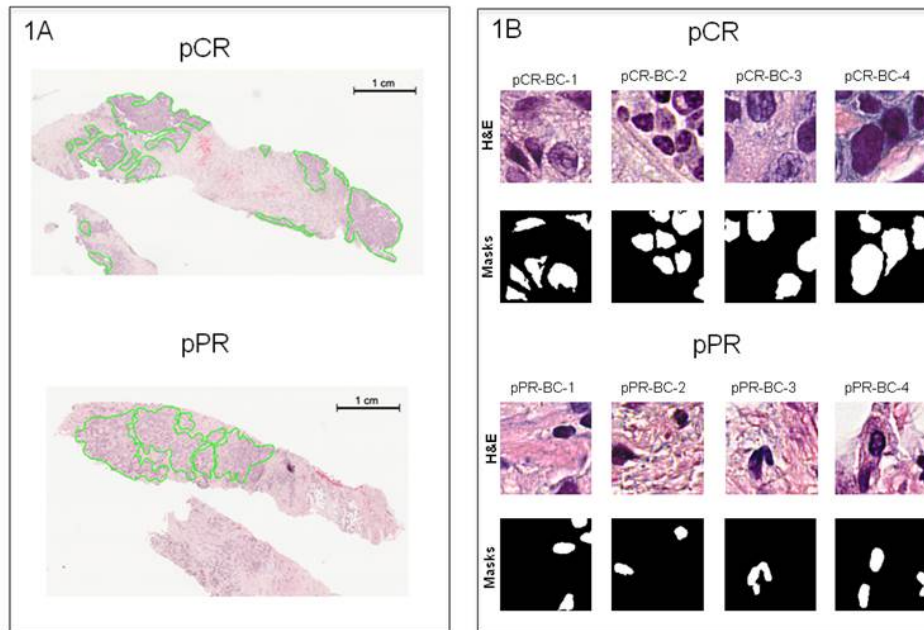 1A
pCR
1 cm
pPR
1 cm
1B
pCR
pCR-BC-1 pCR-BC-2 pCR-BC-3 pCR-BC-4
H&E
Masks
pPR
pPR-BC-1 pPR-BC-2 pPR-BC-3 pPR-BC-4
H&E
Masks